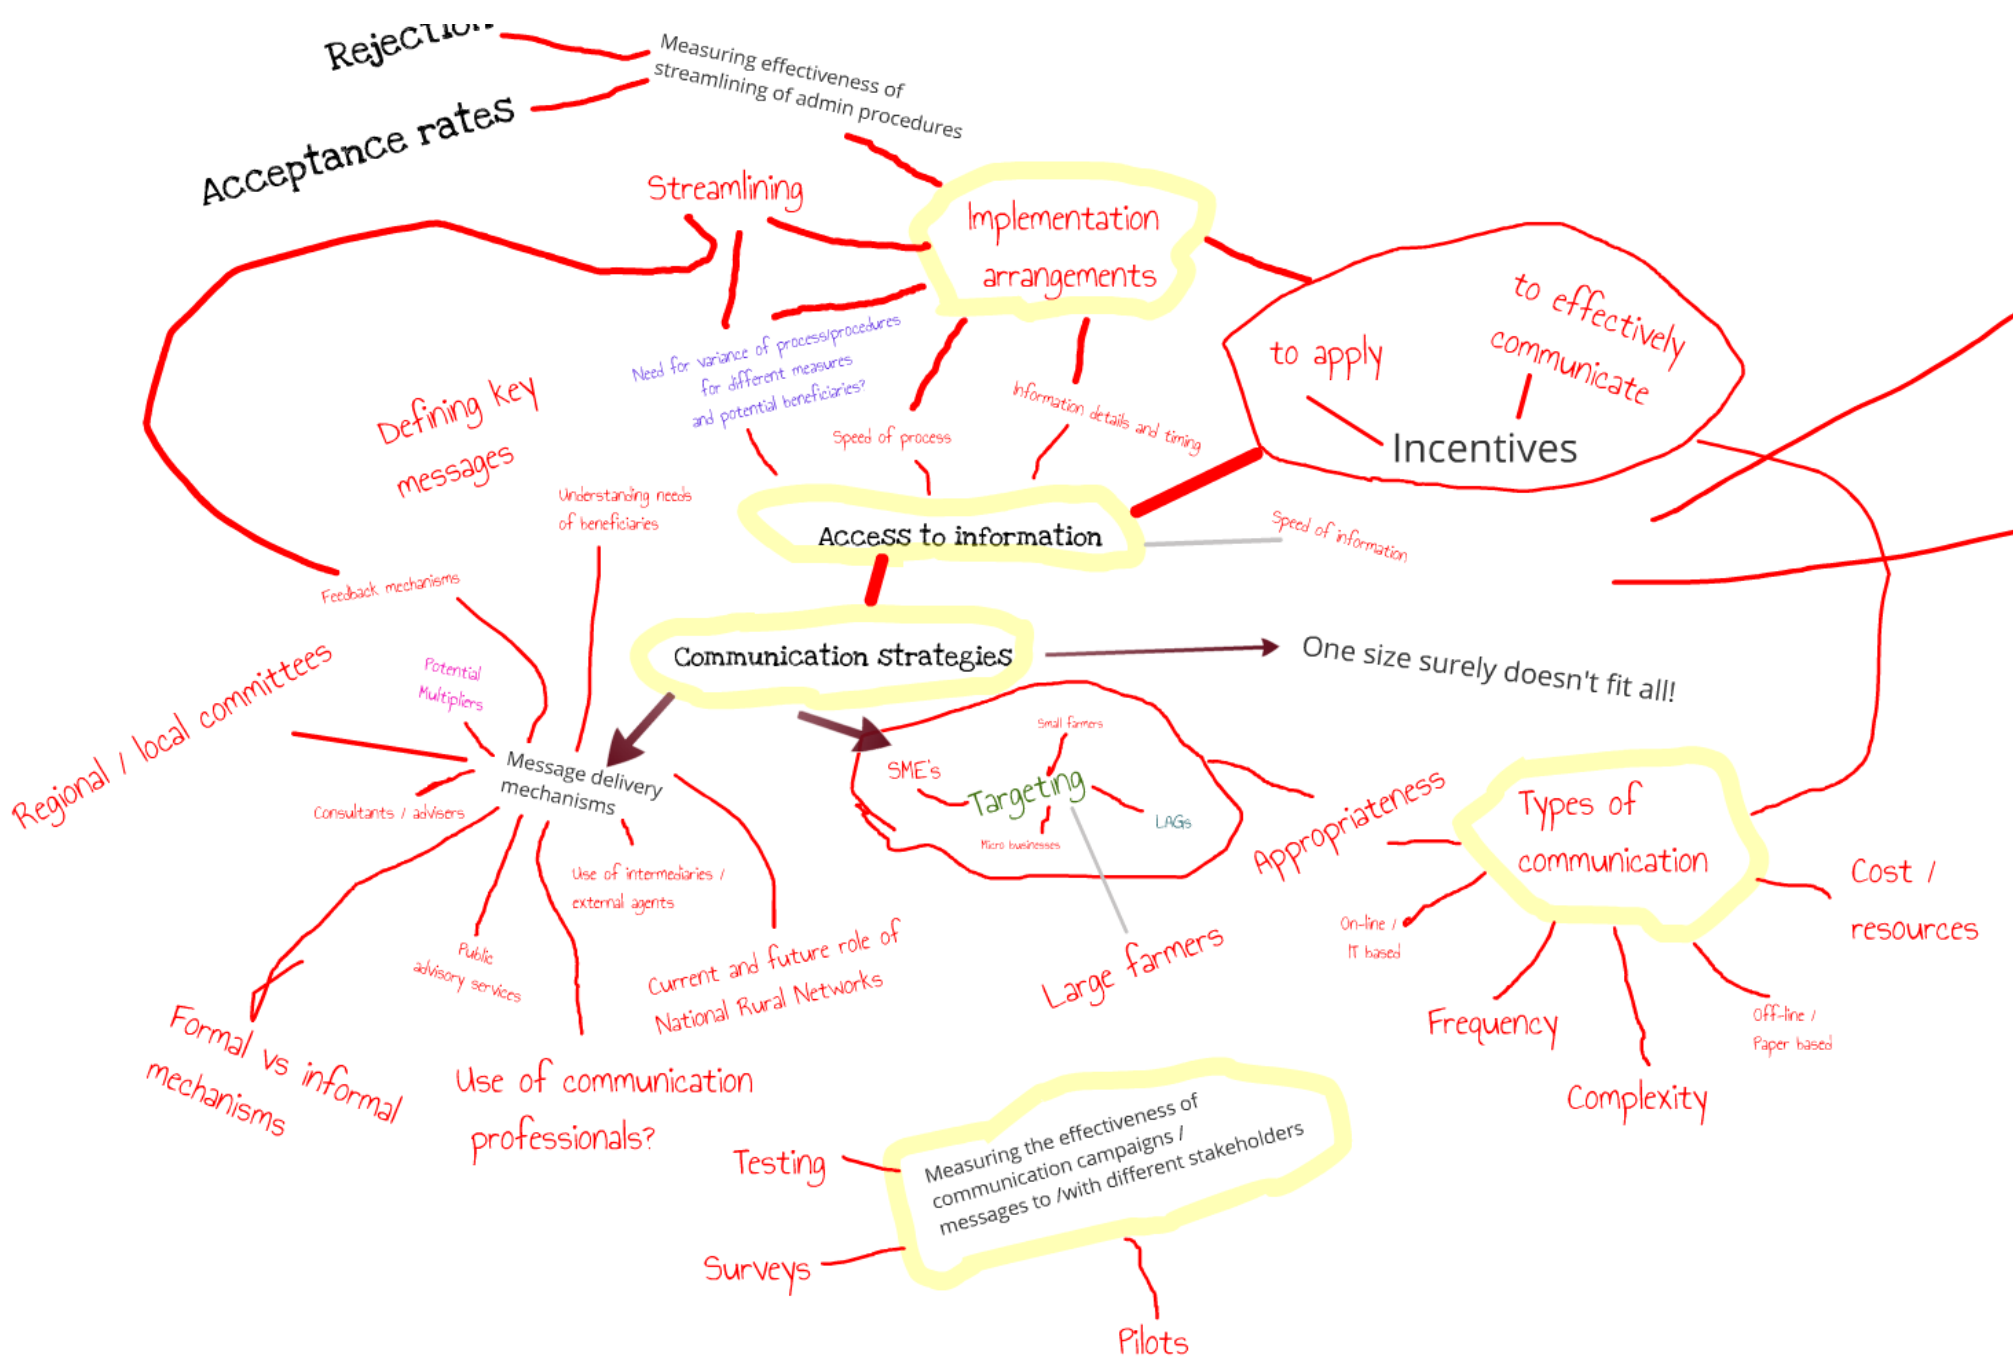 Rejection
Measuring effectiveness of
streamlining of admin procedures
Acceptance rates
Streamlining
Implementation
arrangements
to effectively
communicate
to apply
Incentives
Need for variance of process/procedures
for different measures
and potential beneficiaries?
Defining key
messages
Speed of process
Information details and timing
Understanding needs
of beneficiaries
Access to information
Speed of information
Feedback mechanisms
Communication strategies
One size surely doesn't fit all!
Regional / local committees
Potential
Multipliers
Message delivery
mechanisms
Consultants / advisers
Small farmers
SME's
Targeting
LAGs
Micro businesses
Appropriateness
Types of
communication
Cost /
resources
Use of intermediaries /
external agents
On-line /
IT based
Public
advisory services
Current and future role of
National Rural Networks
Large farmers
Frequency
Off-line /
Paper based
Complexity
Formal vs informal
mechanisms
Use of communication
professionals?
Measuring the effectiveness of
communication campaigns /
messages to /with different stakeholders
Testing
Surveys
Pilots